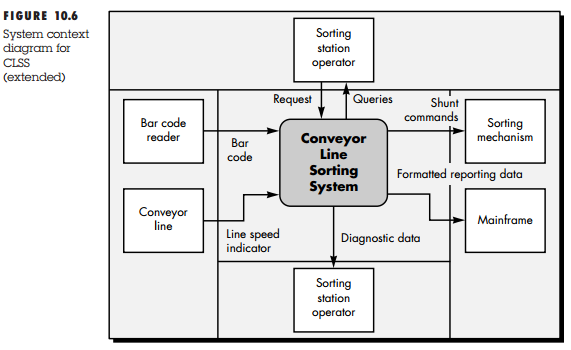 FIGURE 10.6
System context
diagram for
CLSS
(extended)
Sorting
station
operator
Request
Queries
Shunt
commands
Bar code
reader
Bar
code
Conveyor
Line
Sorting
System
Sorting
mechanism
Formatted reporting data
Conveyor
line
Line speed
indicator
Diagnostic data
Mainframe
Sorting
station
operator